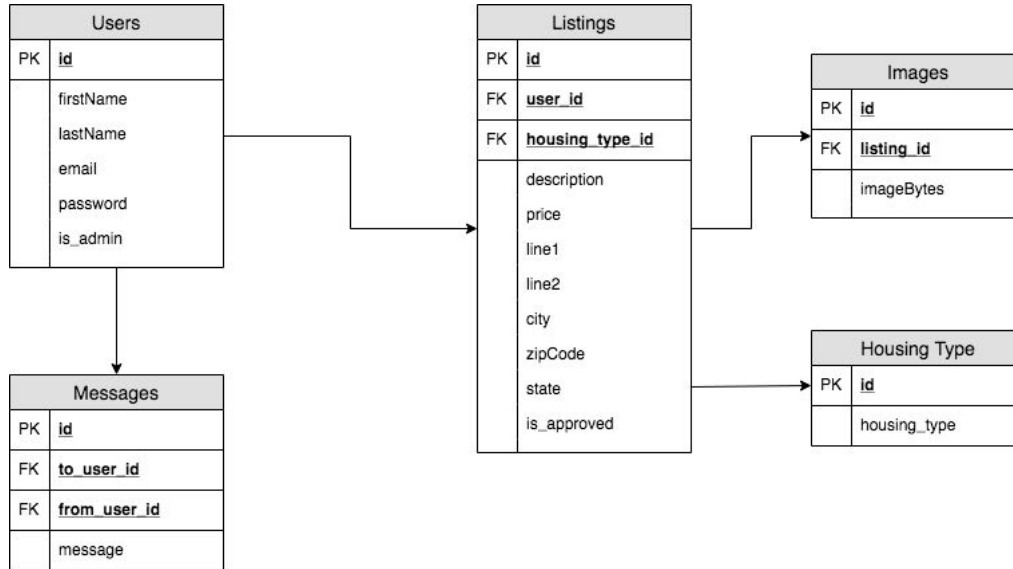 Users
PK id
firstName
lastName
email
password
is_admin
Messages
PK id
FK to_user_id
FK from_user_id
message
Listings
PK id
FK user_id
FK housing_type_id
description
price
line1
line2
city
zipCode
state
is_approved
Images
PK id
FK listing_id
imageBytes
Housing Type
PK id
housing_type